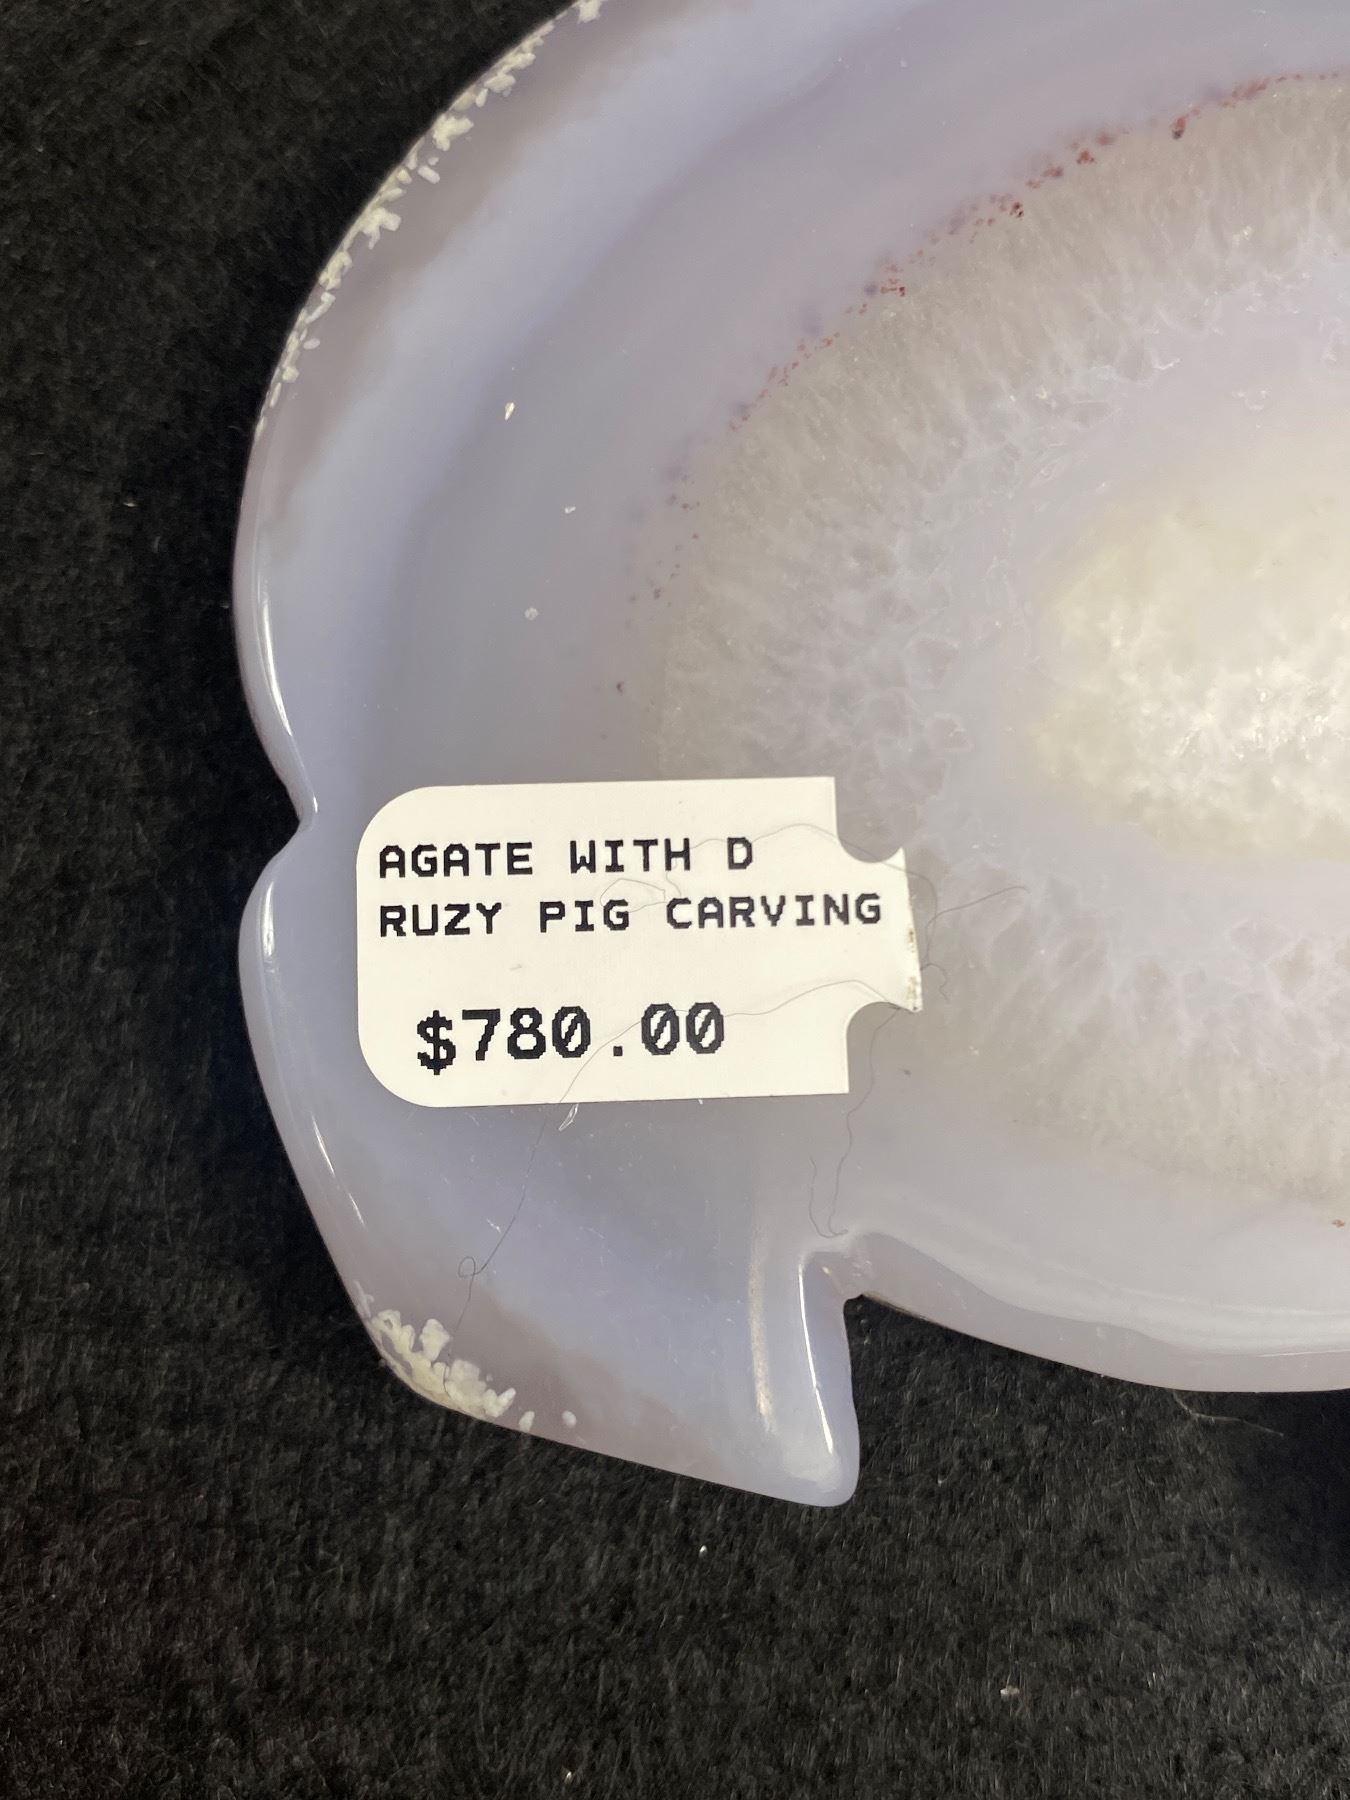 AGATE WITH D
RUZY PIG CARVING
$780.00